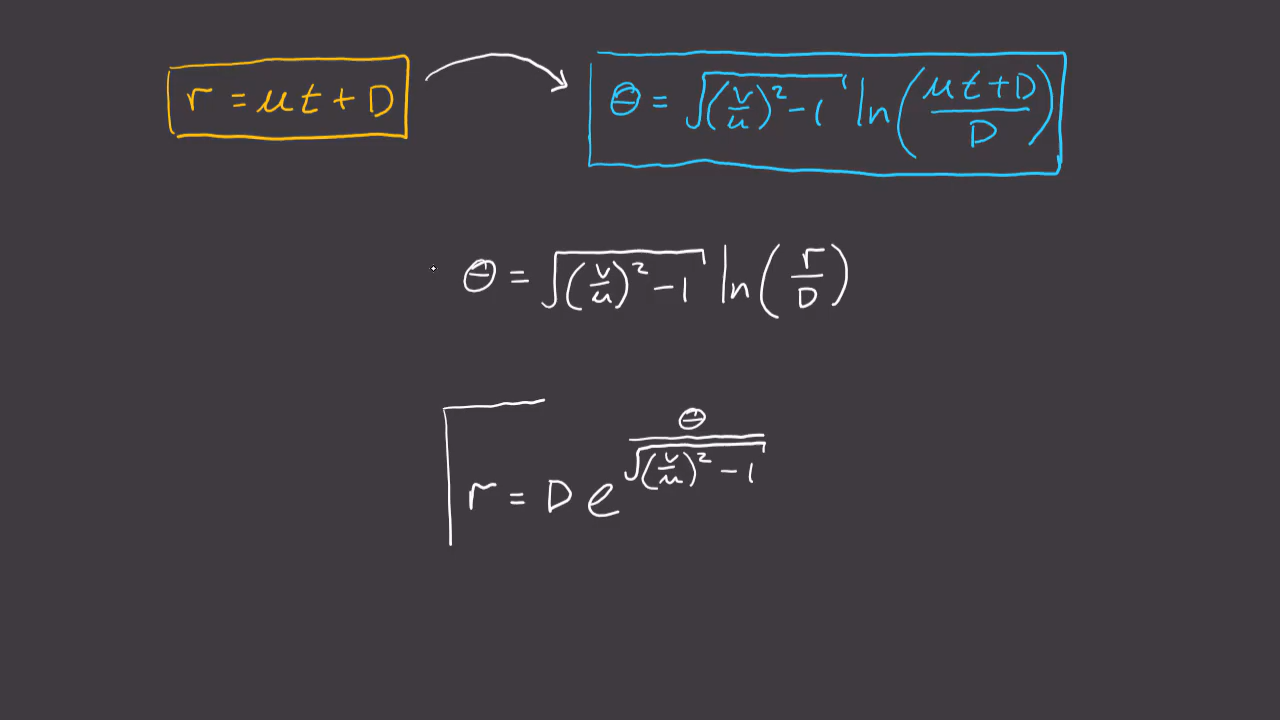 r = ut + D
θ = √((v/u)² - 1) ln((ut + D)/D)
θ = √((v/u)² - 1) ln(r/D)
r = D e^(θ/√((v/u)² - 1))